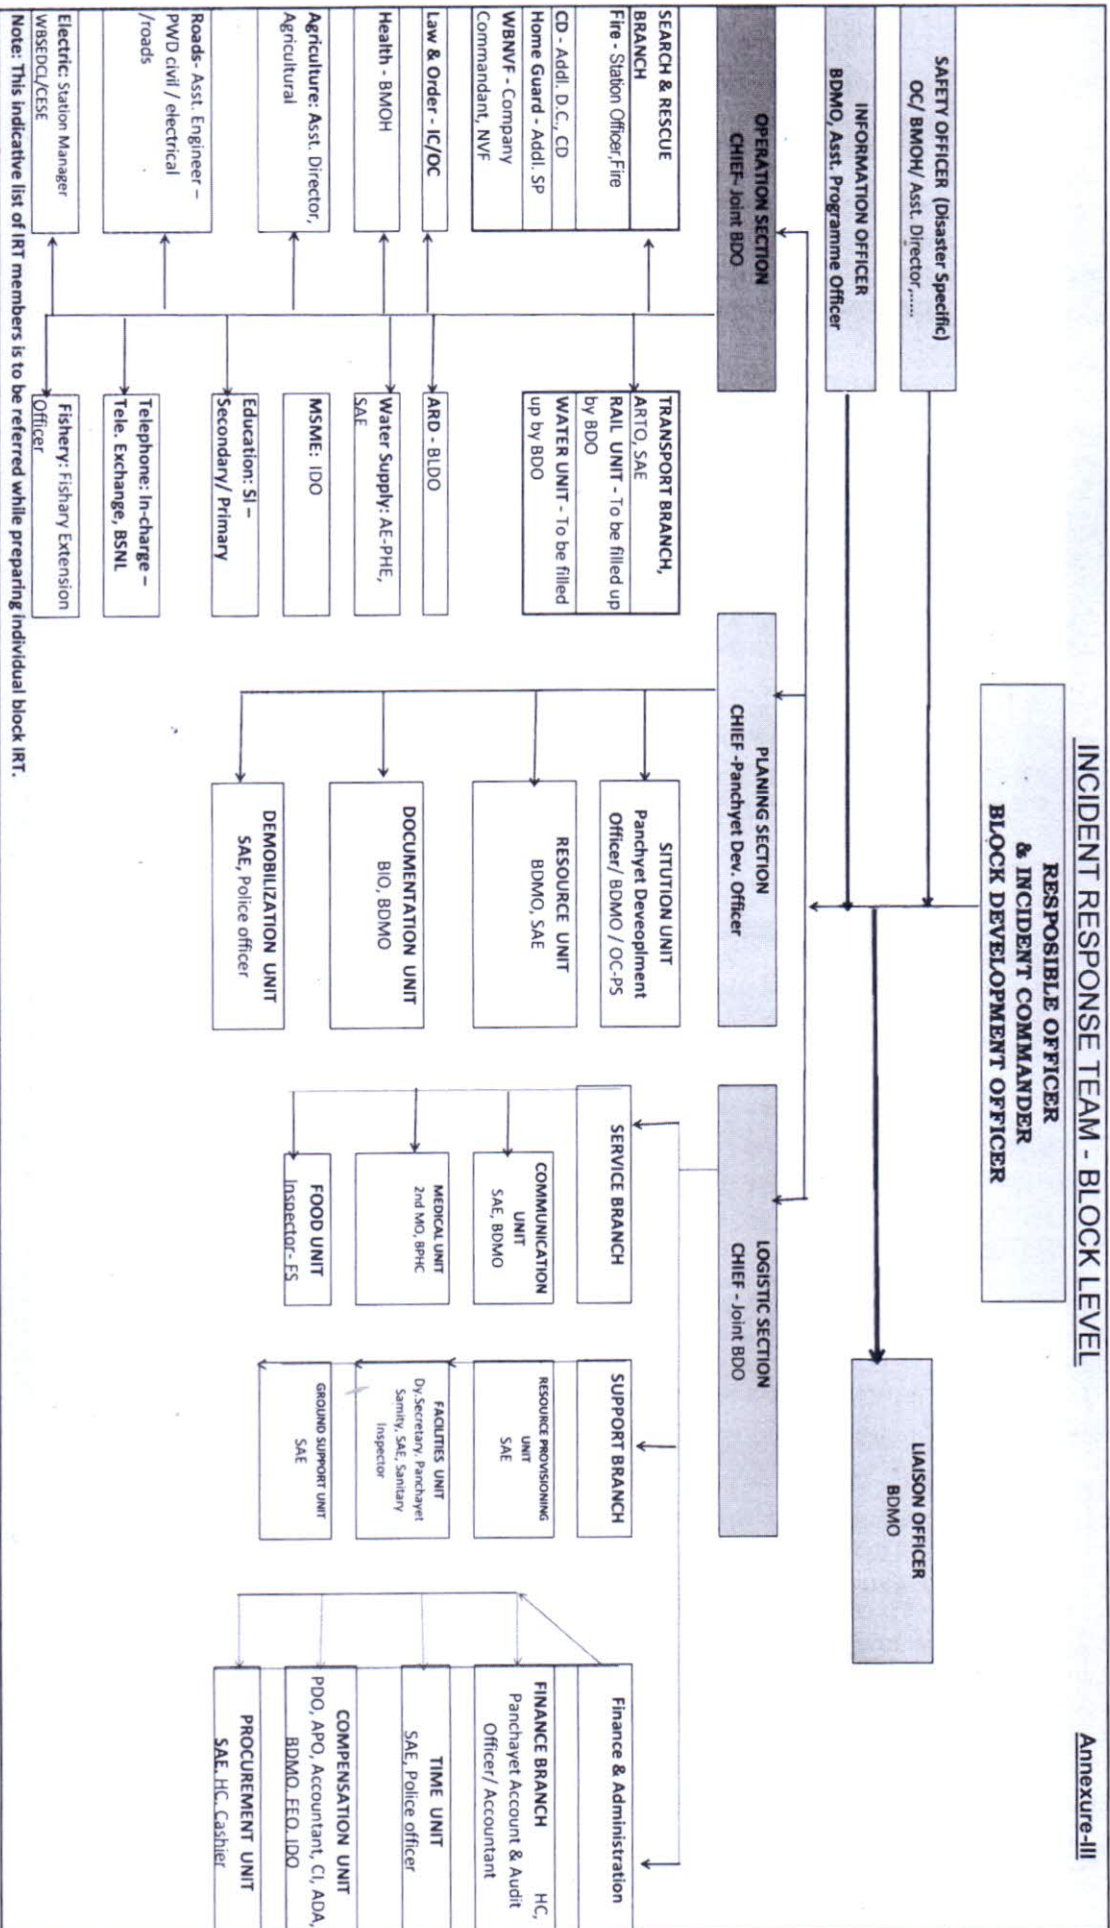 Annexure-III
INCIDENT RESPONSE TEAM - BLOCK LEVEL
RESPOSIBLE OFFICER
& INCIDENT COMMANDER
BLOCK DEVELOPMENT OFFICER
SAFETY OFFICER (Disaster Specific)
OC/ BMOH/ Asst. Director,.....
INFORMATION OFFICER
BDMO, Asst. Programme Officer
LIAISON OFFICER
BDMO
OPERATION SECTION
CHIEF- Joint BDO
PLANING SECTION
CHIEF -Panchyet Dev. Officer
LOGISTIC SECTION
CHIEF - Joint BDO
SEARCH & RESCUE
BRANCH
Fire - Station Officer,Fire
CD - Addl. D.C., CD
Home Guard - Addl. SP
WBNVF - Company
Commandant, NVF
Law & Order - IC/OC
Health - BMOH
Agriculture: Asst. Director,
Agricultural
Roads- Asst. Engineer –
PWD civil / electrical
/roads
Electric: Station Manager
WBSEDCL/CESE
TRANSPORT BRANCH,
ARTO, SAE
RAIL UNIT - To be filled up
by BDO
WATER UNIT - To be filled
up by BDO
ARD - BLDO
Water Supply: AE-PHE,
SAE
MSME: IDO
Education: SI –
Secondary/ Primary
Telephone: In-charge –
Tele. Exchange, BSNL
Fishery: Fishary Extension
Officer
SITUTION UNIT
Panchyet Deveoplment
Officer/ BDMO / OC-PS
RESOURCE UNIT
BDMO, SAE
DOCUMENTATION UNIT
BIO, BDMO
DEMOBILIZATION UNIT
SAE, Police officer
SERVICE BRANCH
COMMUNICATION
UNIT
SAE, BDMO
MEDICAL UNIT
2nd MO, BPHC
FOOD UNIT
Inspector- FS
SUPPORT BRANCH
RESOURCE PROVISIONING
UNIT
SAE
FACILITIES UNIT
Dy.Secretary. Panchayet
Samity, SAE, Sanitary
Inspector
GROUND SUPPORT UNIT
SAE
Finance & Administration
FINANCE BRANCH HC,
Panchayet Account & Audit
Officer/ Accountant
TIME UNIT
SAE, Police officer
COMPENSATION UNIT
PDO, APO, Accountant, CI, ADA,
BDMO, FEO, IDO
PROCUREMENT UNIT
SAE, HC, Cashier
Note: This indicative list of IRT members is to be referred while preparing individual block IRT.